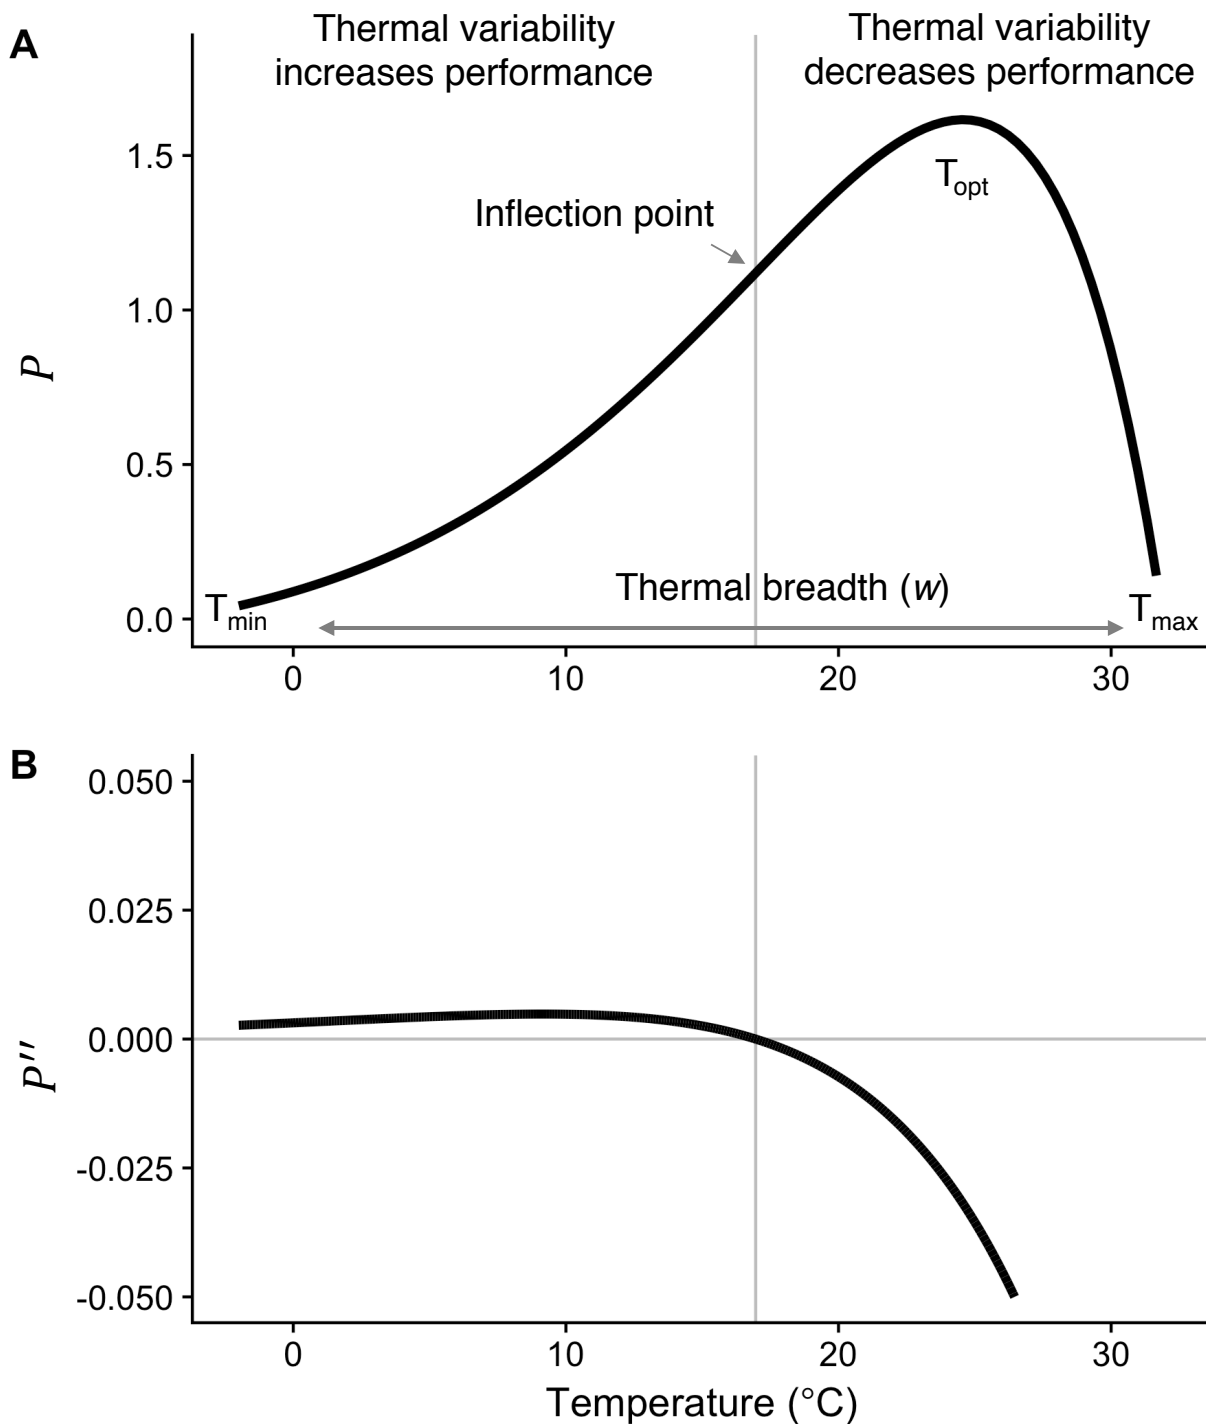 A
Thermal variability
increases performance
Thermal variability
decreases performance
1.5
1.0
0.5
0.0
P
Inflection point
T_opt
Thermal breadth (w)
T_min
T_max
0 10 20 30
B
0.050
0.025
0.000
-0.025
-0.050
P″
0 10 20 30
Temperature (°C)